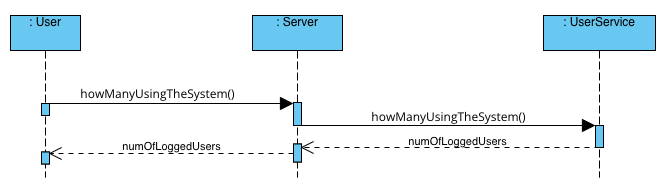 : User
: Server
: UserService
howManyUsingTheSystem()
howManyUsingTheSystem()
numOfLoggedUsers
numOfLoggedUsers